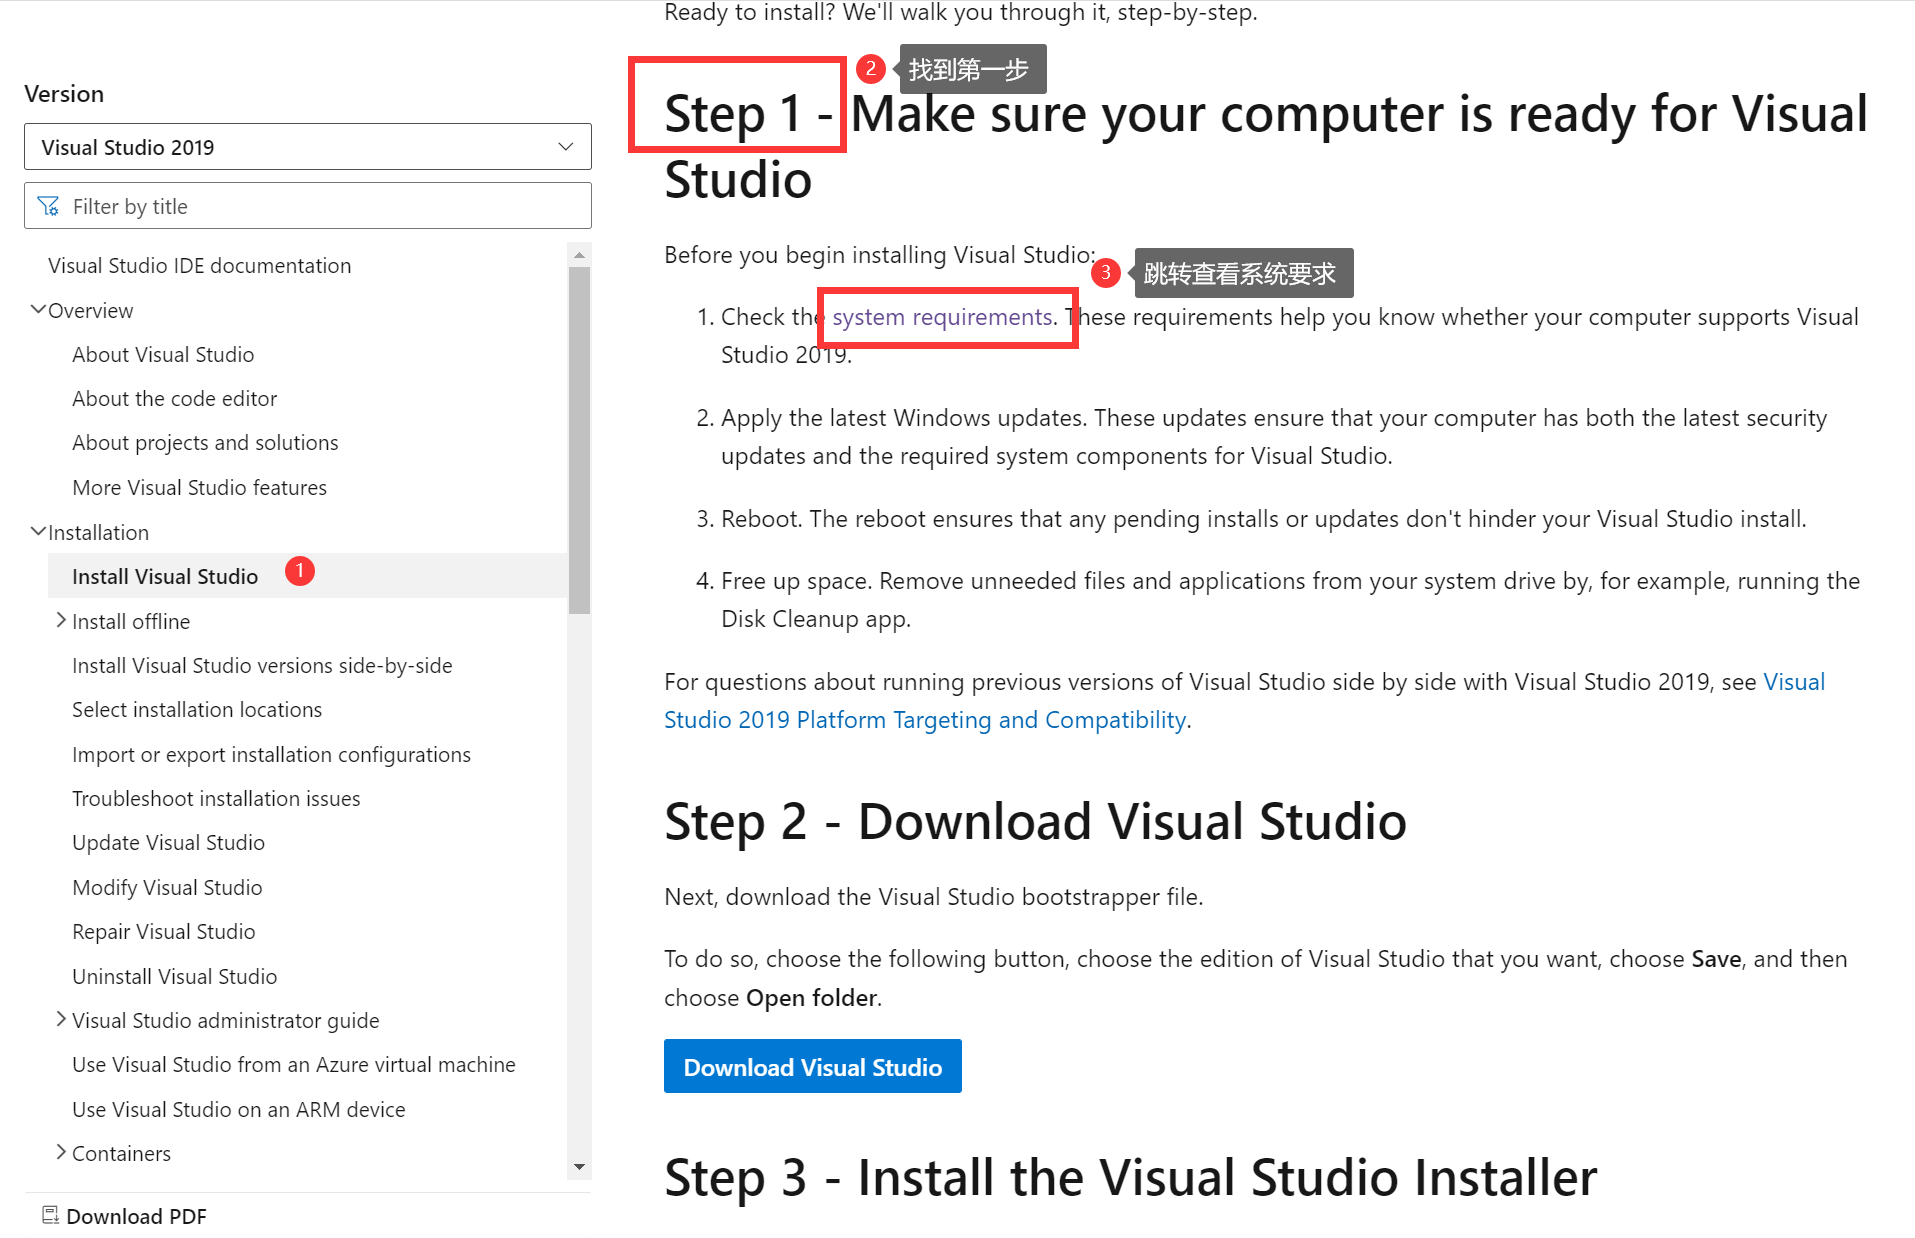 Ready to install? We'll walk you through it, step-by-step.
Version
Visual Studio 2019
Filter by title
Visual Studio IDE documentation
Overview
About Visual Studio
About the code editor
About projects and solutions
More Visual Studio features
Installation
Install Visual Studio 1
Install offline
Install Visual Studio versions side-by-side
Select installation locations
Import or export installation configurations
Troubleshoot installation issues
Update Visual Studio
Modify Visual Studio
Repair Visual Studio
Uninstall Visual Studio
Visual Studio administrator guide
Use Visual Studio from an Azure virtual machine
Use Visual Studio on an ARM device
Containers
Download PDF
2 找到第一步
Step 1 - Make sure your computer is ready for Visual
Studio
Before you begin installing Visual Studio:
3 跳转查看系统要求
1. Check the system requirements. These requirements help you know whether your computer supports Visual
Studio 2019.
2. Apply the latest Windows updates. These updates ensure that your computer has both the latest security
updates and the required system components for Visual Studio.
3. Reboot. The reboot ensures that any pending installs or updates don't hinder your Visual Studio install.
4. Free up space. Remove unneeded files and applications from your system drive by, for example, running the
Disk Cleanup app.
For questions about running previous versions of Visual Studio side by side with Visual Studio 2019, see Visual
Studio 2019 Platform Targeting and Compatibility.
Step 2 - Download Visual Studio
Next, download the Visual Studio bootstrapper file.
To do so, choose the following button, choose the edition of Visual Studio that you want, choose Save, and then
choose Open folder.
Download Visual Studio
Step 3 - Install the Visual Studio Installer